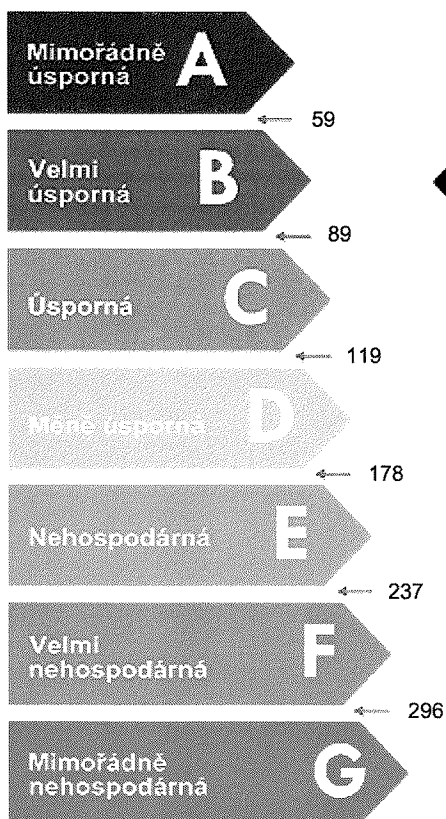 Mimořádně
úsporná
A
59
Velmi
úsporná
B
89
Úsporná
C
119
Méně úsporná
D
178
Nehospodárná
E
237
Velmi
nehospodárná
F
296
Mimořádně
nehospodárná
G